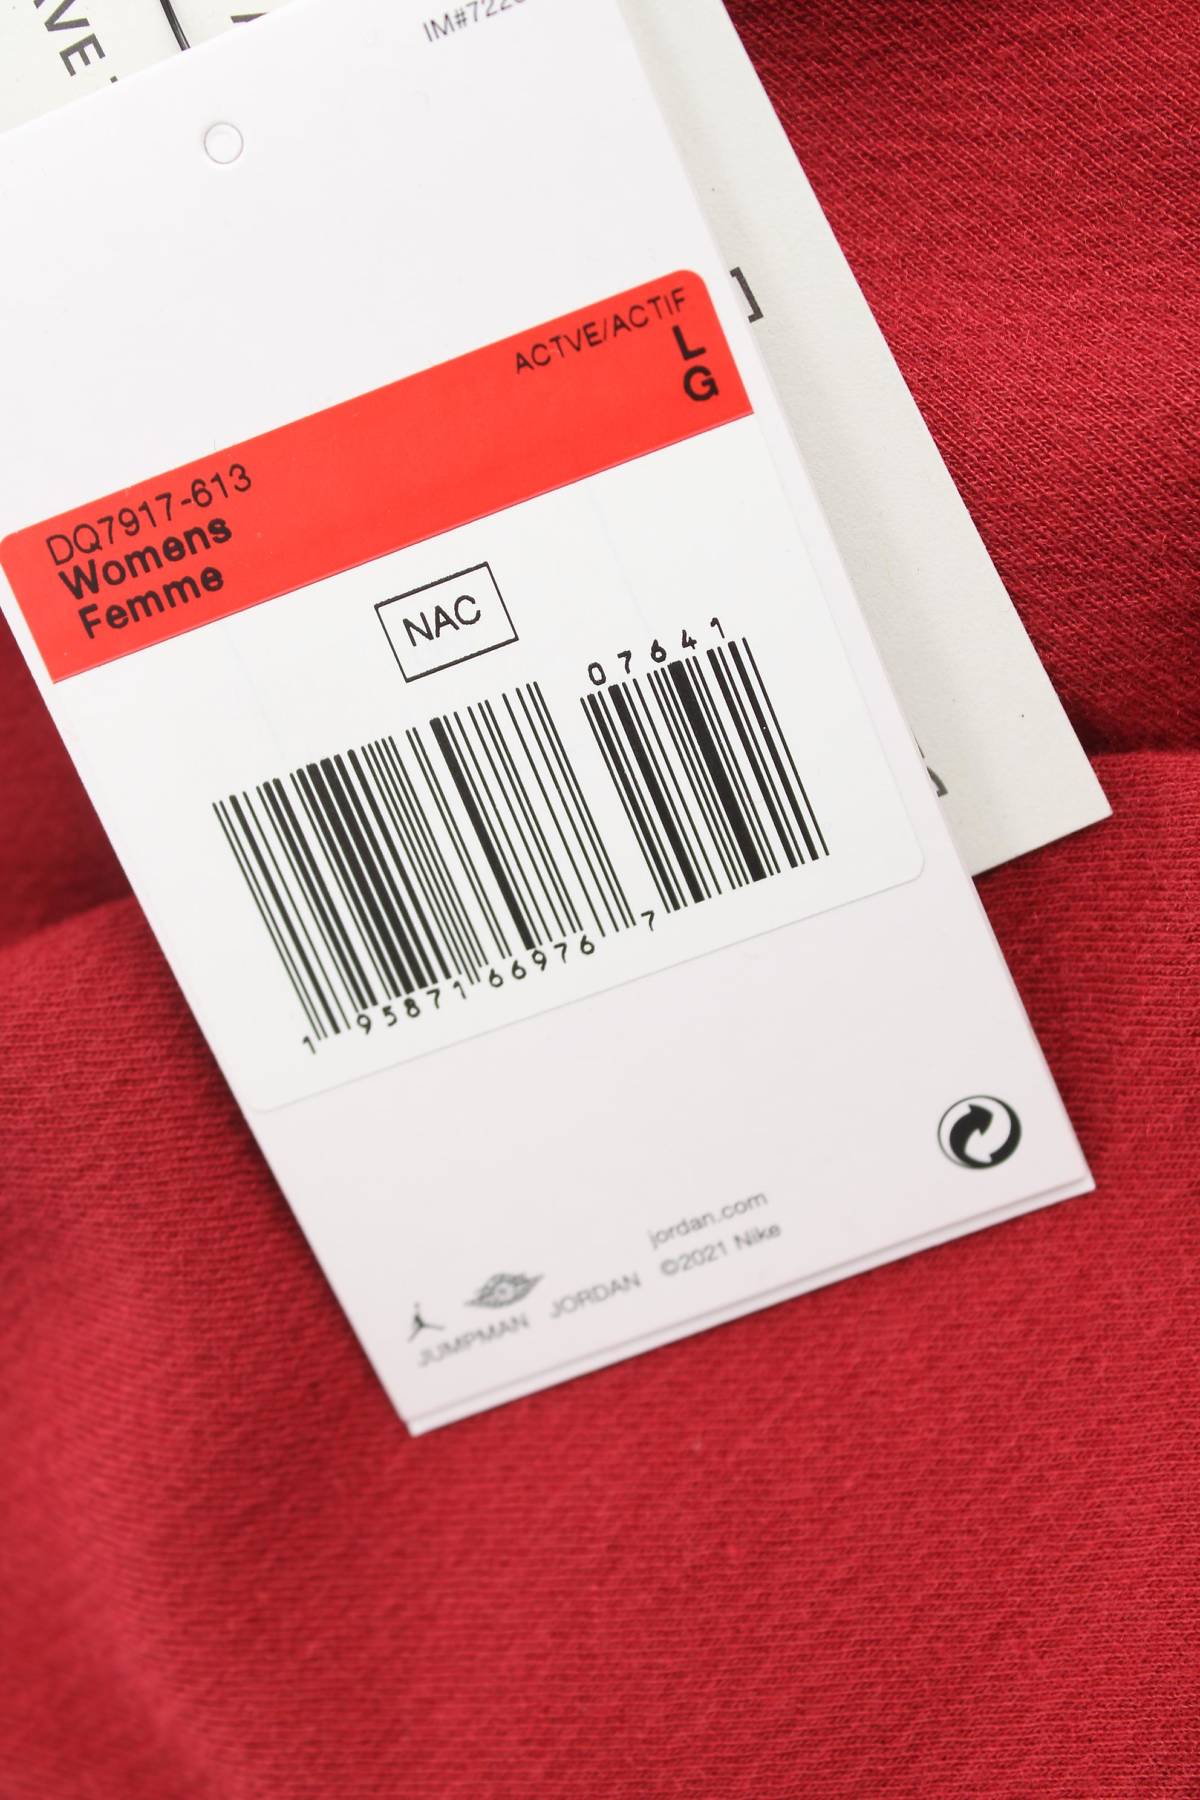 ACTVE/ACTIF
L
G
DQ7917-613
Womens
Femme
NAC
07641
1 95871 66976 7
jordan.com
©2021 Nike
JUMPMAN JORDAN